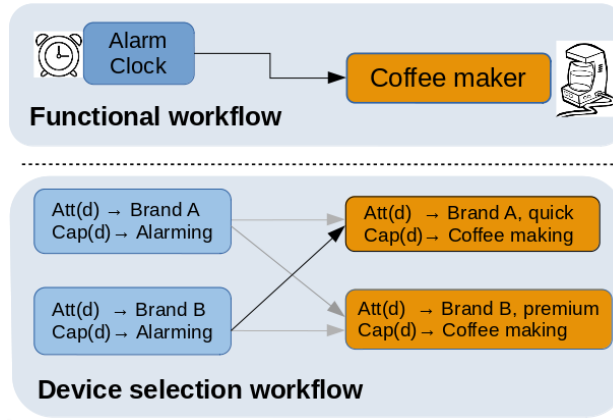 Alarm
Clock
Coffee maker
Functional workflow
Att(d) → Brand A
Cap(d)→ Alarming
Att(d) → Brand A, quick
Cap(d)→ Coffee making
Att(d) → Brand B
Cap(d)→ Alarming
Att(d) → Brand B, premium
Cap(d)→ Coffee making
Device selection workflow